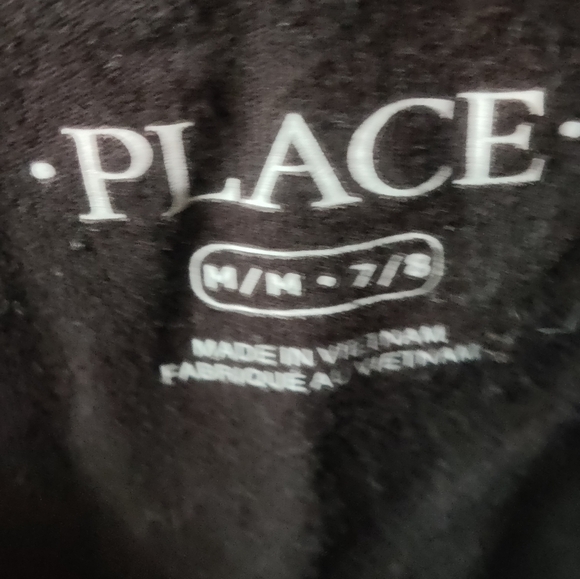 ·PLACE·
M/M • 7/8
MADE IN VIETNAM
FABRIQUÉ AU VIETNAM